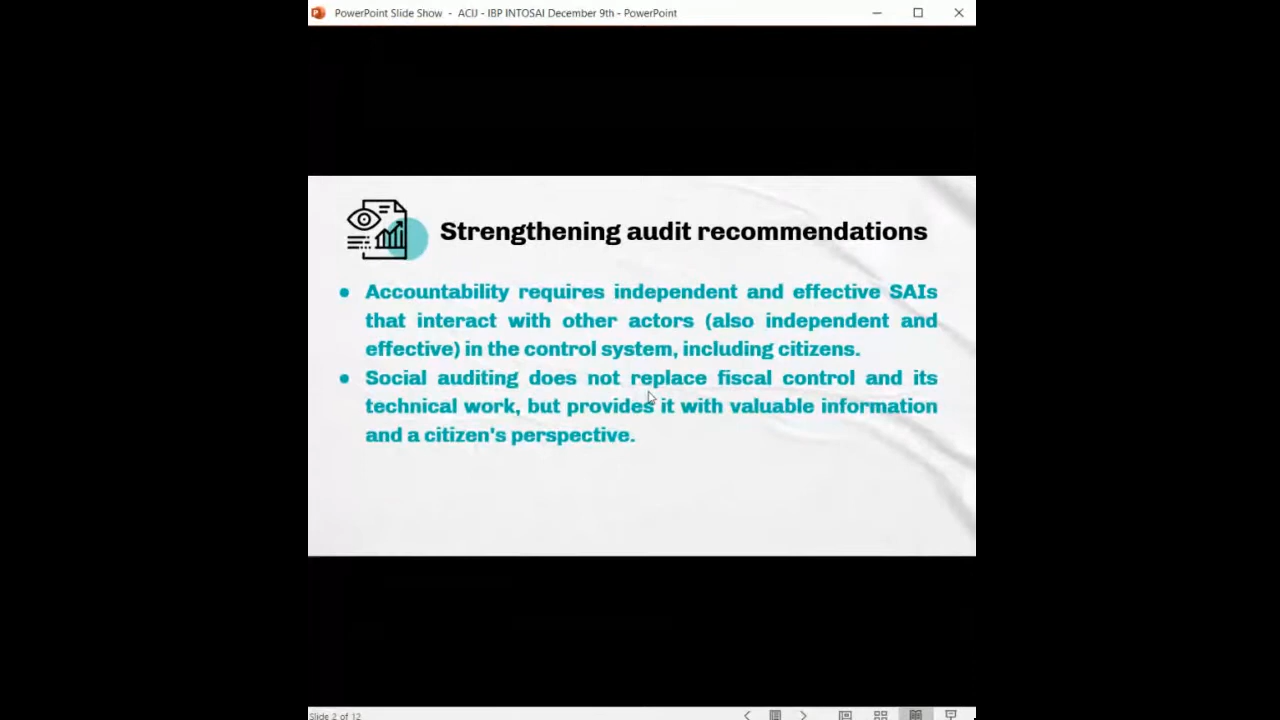 PowerPoint Slide Show - ACIJ - IBP INTOSAI December 9th - PowerPoint
Strengthening audit recommendations
● Accountability requires independent and effective SAIs
that interact with other actors (also independent and
effective) in the control system, including citizens.
● Social auditing does not replace fiscal control and its
technical work, but provides it with valuable information
and a citizen's perspective.
Slide 2 of 12